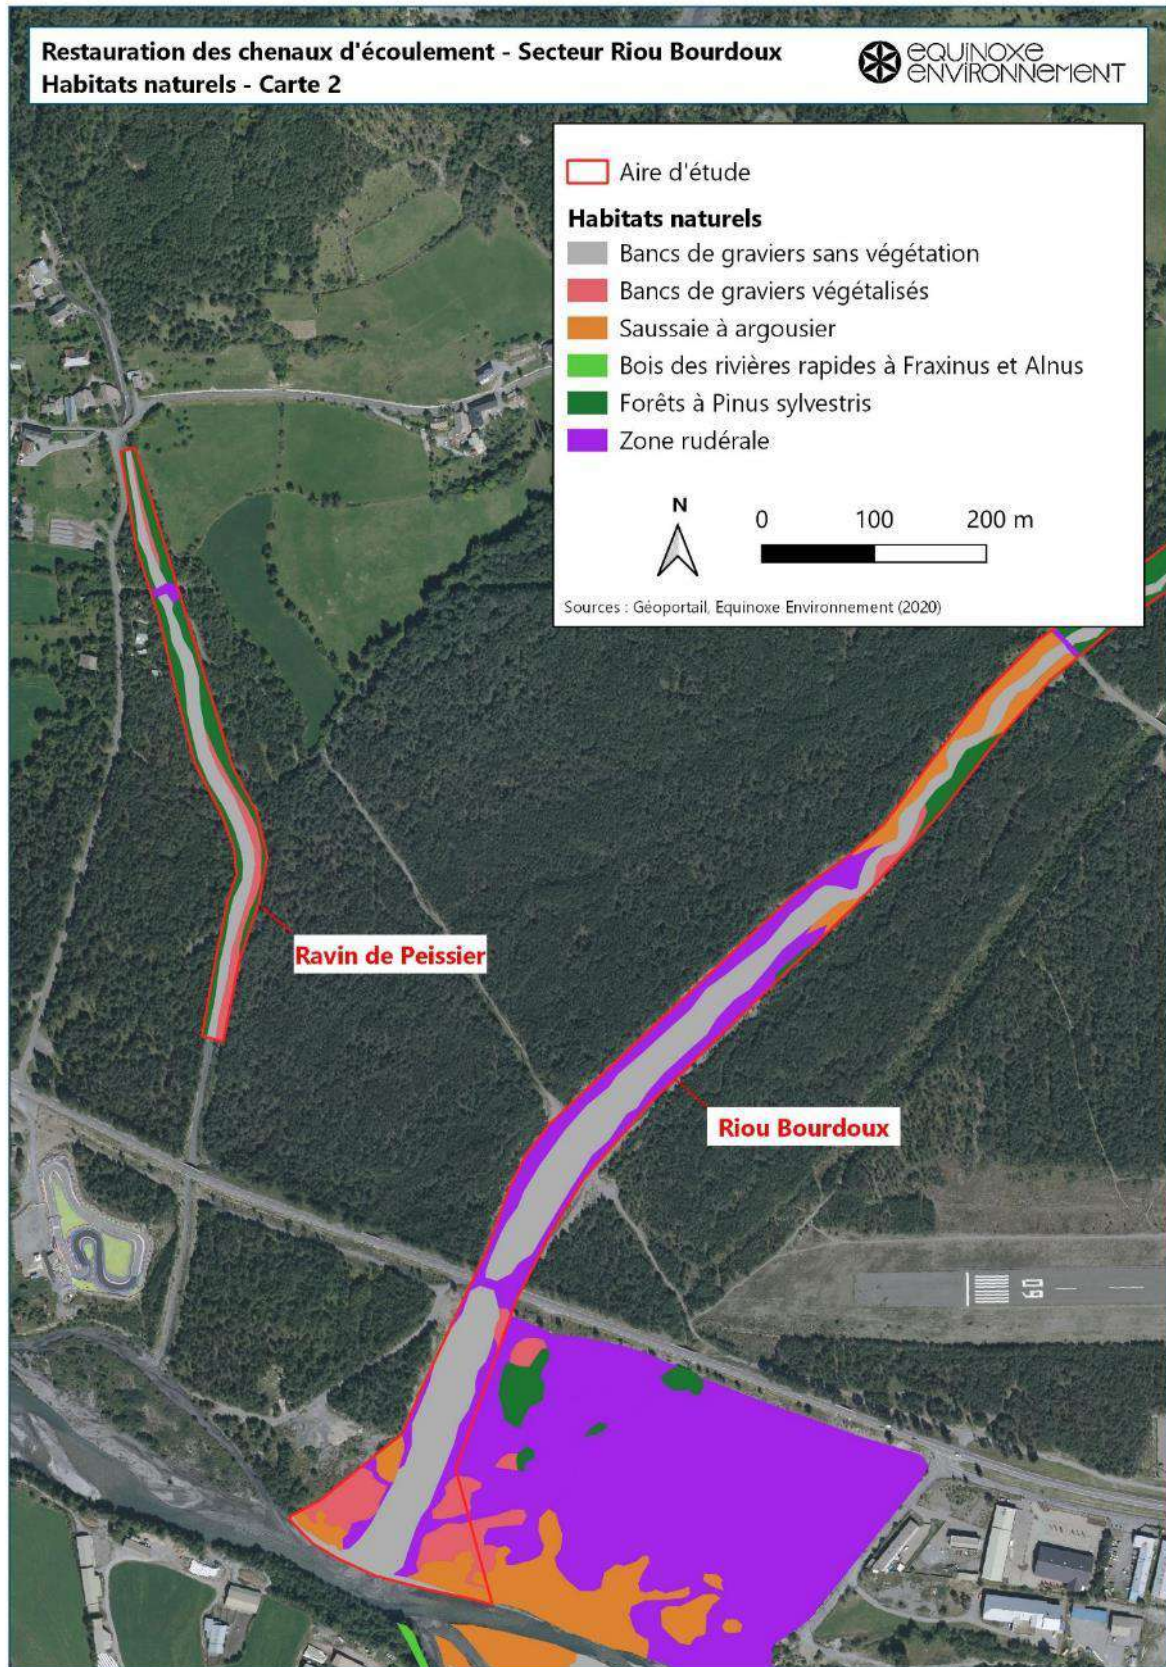 Restauration des chenaux d'écoulement - Secteur Riou Bourdoux
Habitats naturels - Carte 2
EQUINOXE
ENVIRONNEMENT
Aire d'étude
Habitats naturels
Bancs de graviers sans végétation
Bancs de graviers végétalisés
Saussaie à argousier
Bois des rivières rapides à Fraxinus et Alnus
Forêts à Pinus sylvestris
Zone rudérale
N
0 100 200 m
Sources : Géoportail, Equinoxe Environnement (2020)
Ravin de Peissier
Riou Bourdoux
09